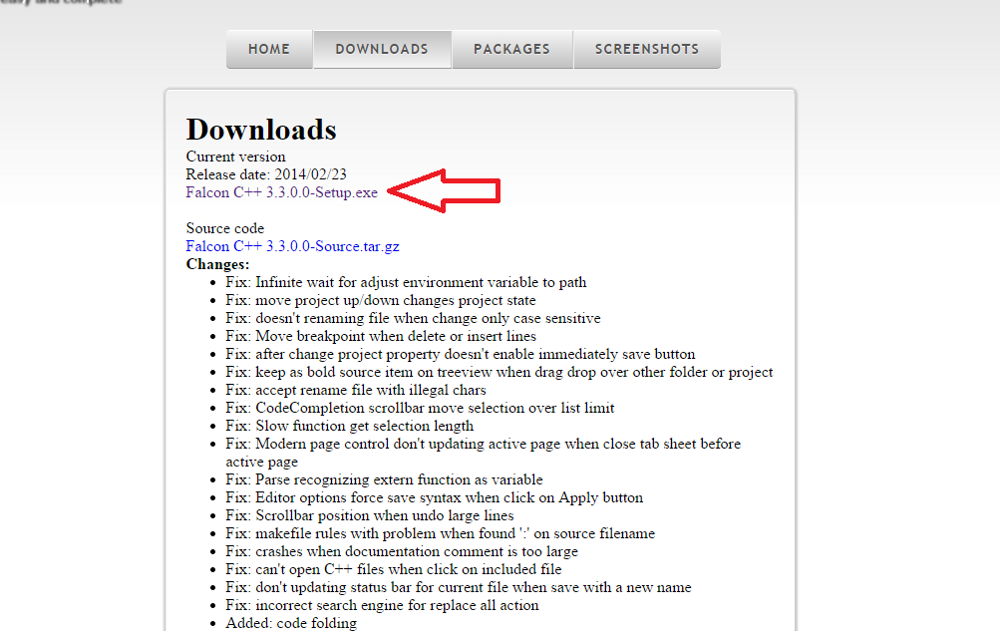 easy and complete
HOME
DOWNLOADS
PACKAGES
SCREENSHOTS
Downloads
Current version
Release date: 2014/02/23
Falcon C++ 3.3.0.0-Setup.exe
Source code
Falcon C++ 3.3.0.0-Source.tar.gz
Changes:
Fix: Infinite wait for adjust environment variable to path
Fix: move project up/down changes project state
Fix: doesn't renaming file when change only case sensitive
Fix: Move breakpoint when delete or insert lines
Fix: after change project property doesn't enable immediately save button
Fix: keep as bold source item on treeview when drag drop over other folder or project
Fix: accept rename file with illegal chars
Fix: CodeCompletion scrollbar move selection over list limit
Fix: Slow function get selection length
Fix: Modern page control don't updating active page when close tab sheet before
active page
Fix: Parse recognizing extern function as variable
Fix: Editor options force save syntax when click on Apply button
Fix: Scrollbar position when undo large lines
Fix: makefile rules with problem when found ':' on source filename
Fix: crashes when documentation comment is too large
Fix: can't open C++ files when click on included file
Fix: don't updating status bar for current file when save with a new name
Fix: incorrect search engine for replace all action
Added: code folding